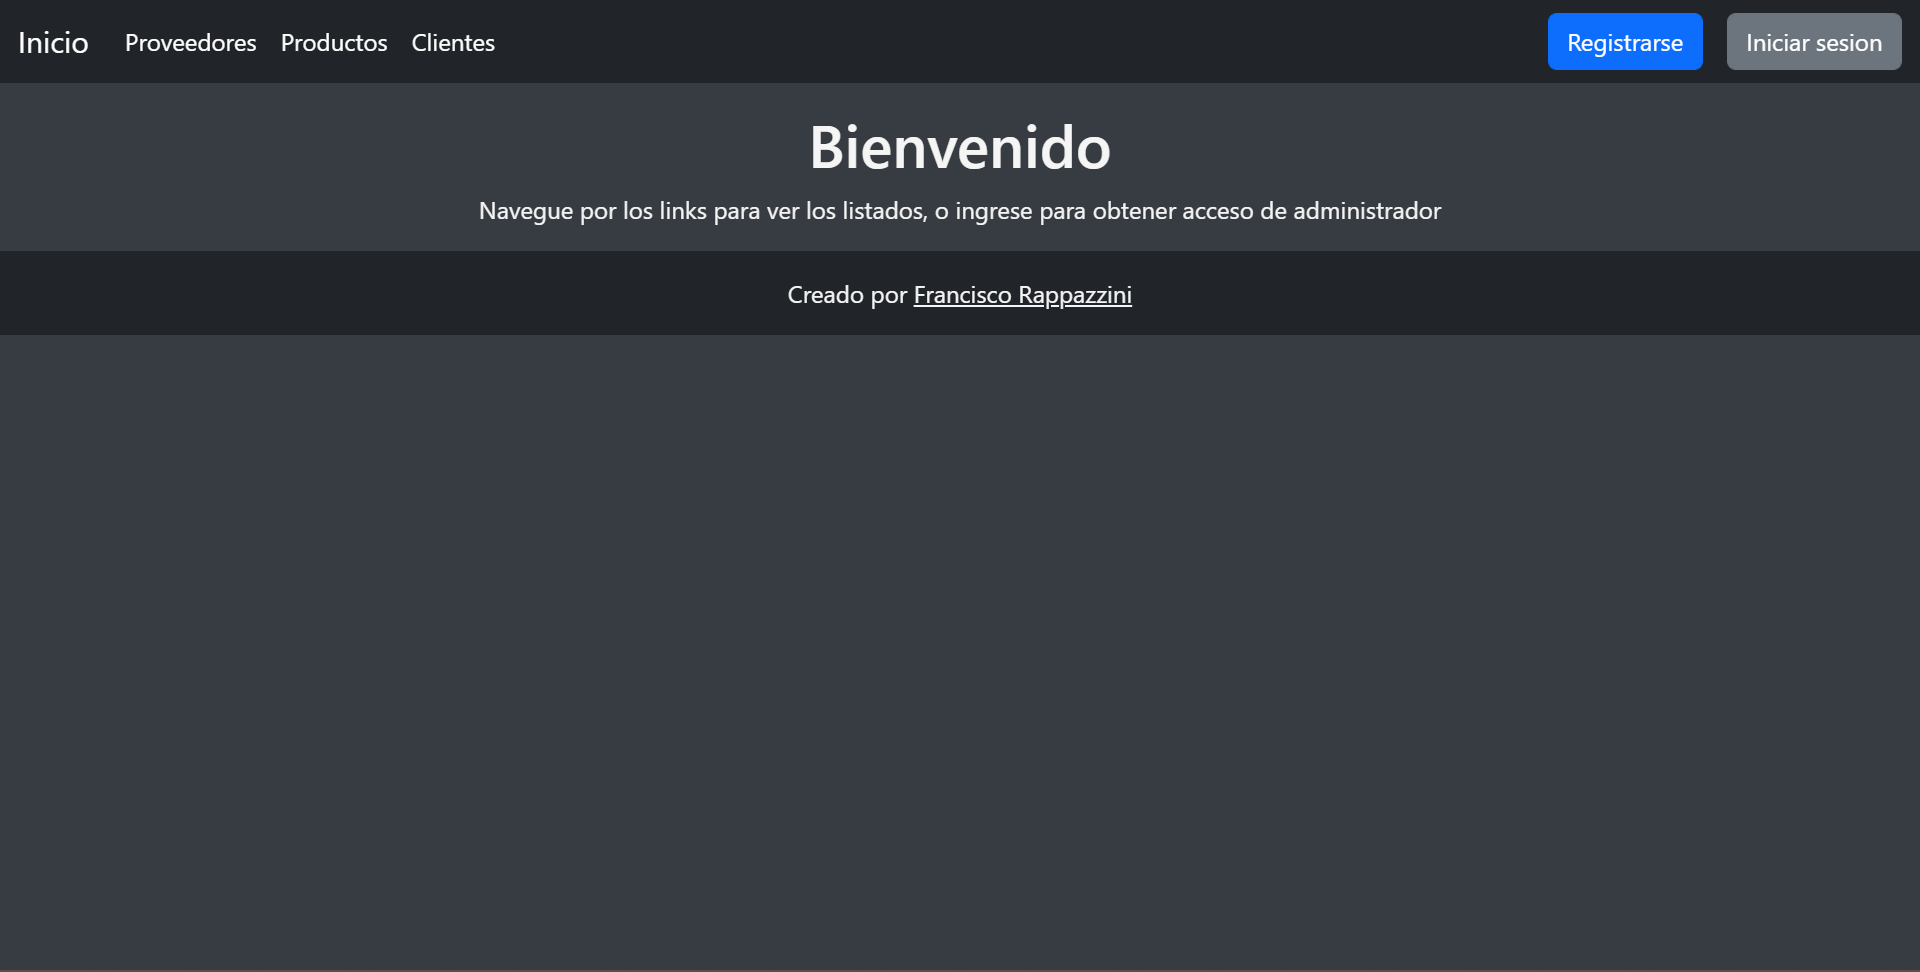 Inicio Proveedores Productos Clientes Registrarse Iniciar sesion
Bienvenido
Navegue por los links para ver los listados, o ingrese para obtener acceso de administrador
Creado por Francisco Rappazzini